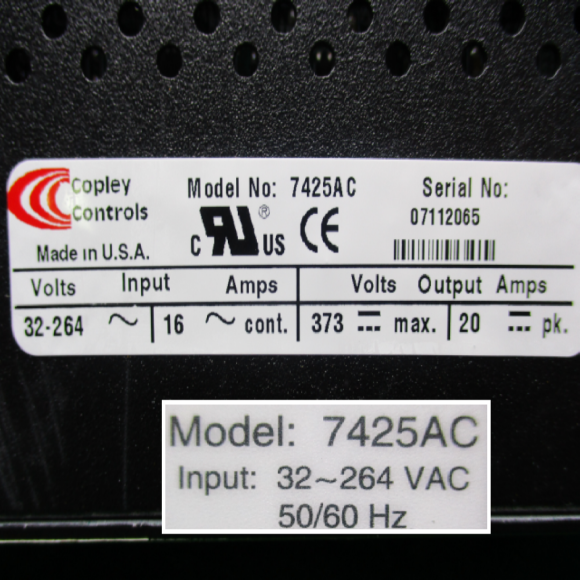 Copley
Controls
Model No: 7425AC
Serial No:
07112065
C RU ® US CE
Made in U.S.A.
Volts Input Amps Volts Output Amps
32-264 ~ 16 ~ cont. 373 ⎓ max. 20 ⎓ pk.
Model: 7425AC
Input: 32~264 VAC
50/60 Hz